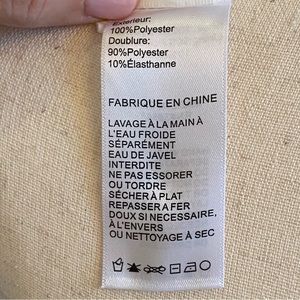 Extérieur:
100%Polyester
Doublure:
90%Polyester
10%Élasthanne
FABRIQUE EN CHINE
LAVAGE À LA MAIN À
L'EAU FROIDE
SÉPARÉMENT
EAU DE JAVEL
INTERDITE
NE PAS ESSORER
OU TORDRE
SÉCHER À PLAT
REPASSER A FER
DOUX SI NECESSAIRE,
À L'ENVERS
OU NETTOYAGE À SEC